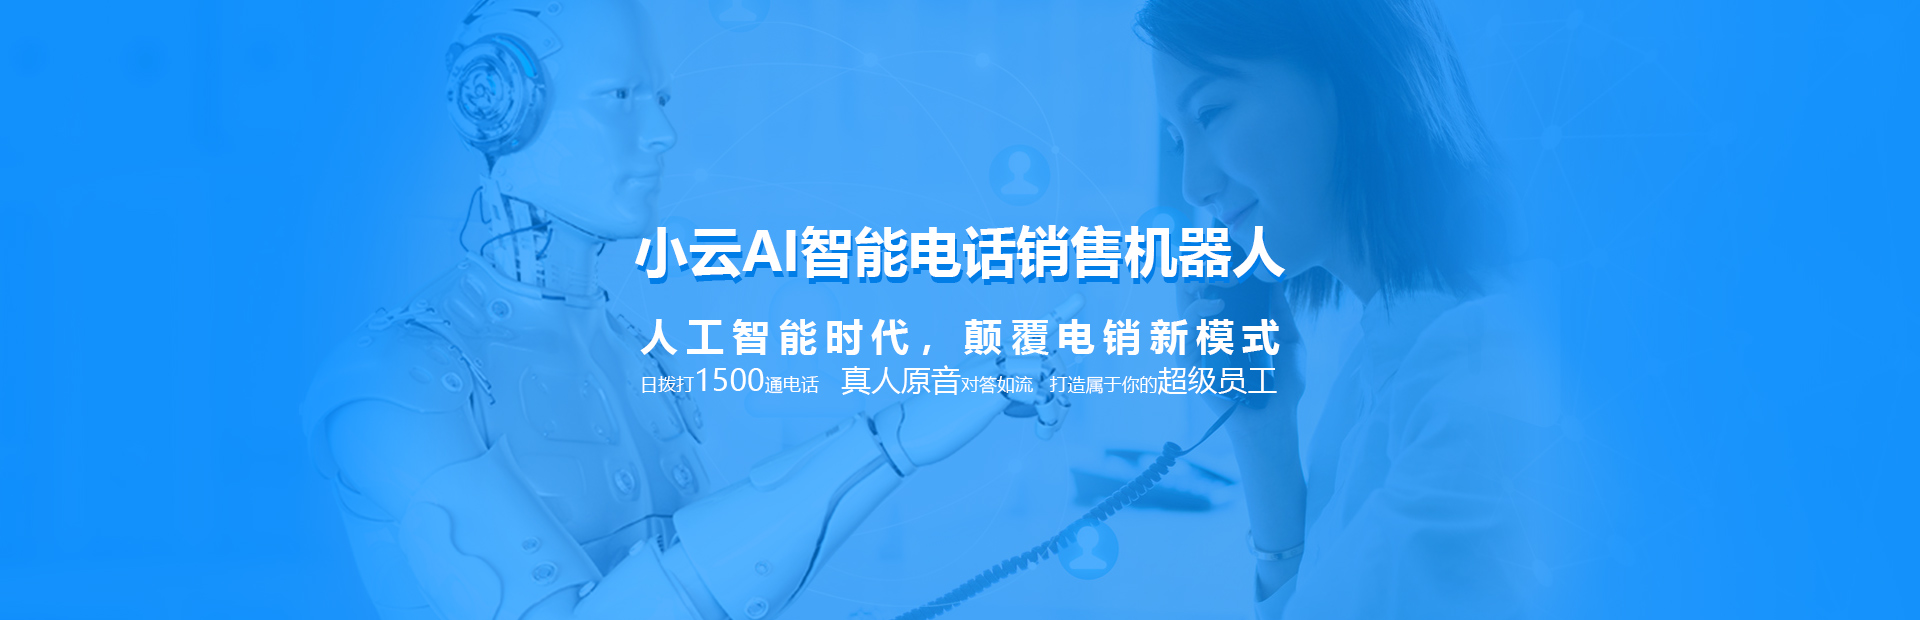 小云AI智能电话销售机器人
人工智能时代，颠覆电销新模式
日拨打1500通电话 真人原音对答如流 打造属于你的超级员工